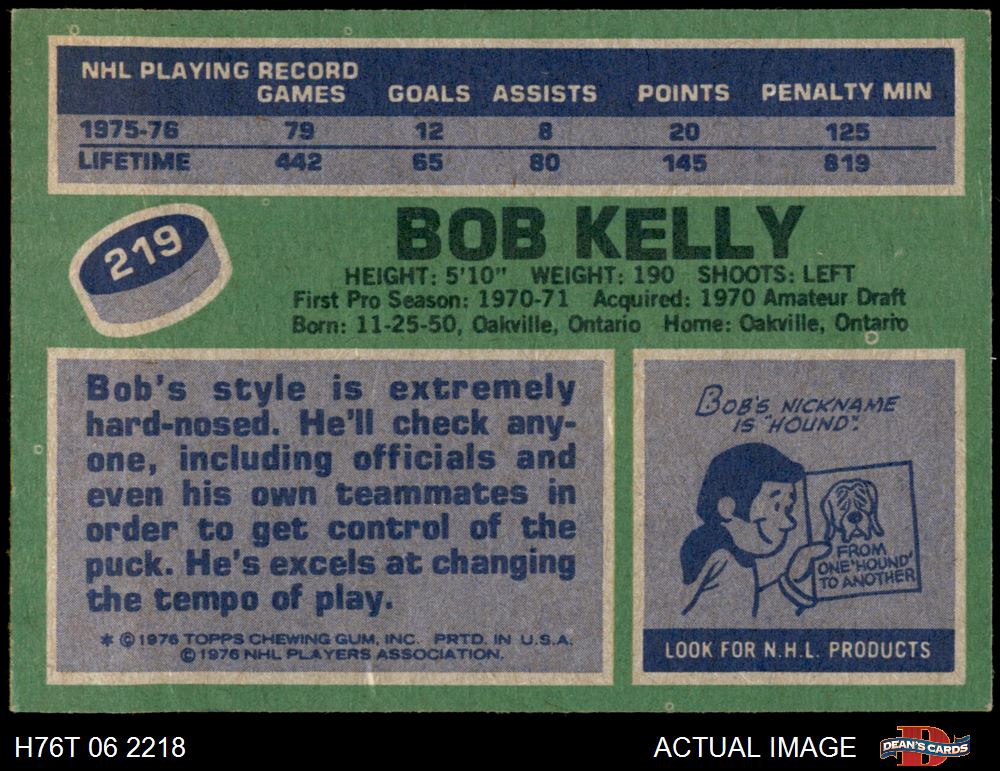 NHL PLAYING RECORD
GAMES GOALS ASSISTS POINTS PENALTY MIN
1975-76 79 12 8 20 125
LIFETIME 442 65 80 145 819
219
BOB KELLY
HEIGHT: 5'10" WEIGHT: 190 SHOOTS: LEFT
First Pro Season: 1970-71 Acquired: 1970 Amateur Draft
Born: 11-25-50, Oakville, Ontario Home: Oakville, Ontario
Bob's style is extremely
hard-nosed. He'll check any-
one, including officials and
even his own teammates in
order to get control of the
puck. He's excels at changing
the tempo of play.
* © 1976 TOPPS CHEWING GUM, INC. PRTD. IN U.S.A.
© 1976 NHL PLAYERS ASSOCIATION.
BOB'S NICKNAME
IS "HOUND".
FROM
ONE 'HOUND'
TO ANOTHER
LOOK FOR N.H.L. PRODUCTS
H76T 06 2218 ACTUAL IMAGE
D
DEAN'S CARDS